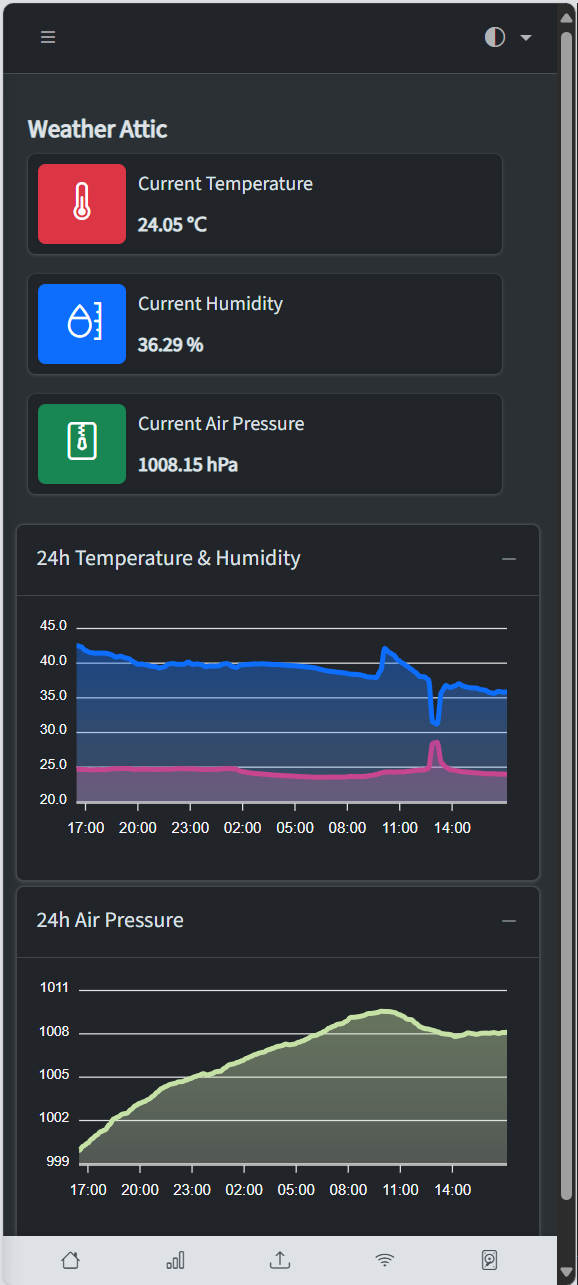 Weather Attic
Current Temperature
24.05 °C
Current Humidity
36.29 %
Current Air Pressure
1008.15 hPa
24h Temperature & Humidity
45.0
40.0
35.0
30.0
25.0
20.0
17:00 20:00 23:00 02:00 05:00 08:00 11:00 14:00
24h Air Pressure
1011
1008
1005
1002
999
17:00 20:00 23:00 02:00 05:00 08:00 11:00 14:00